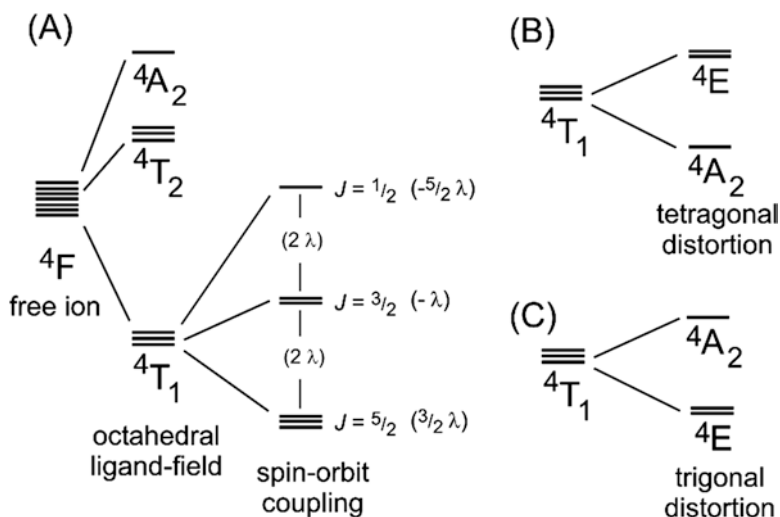 (A)
⁴A₂
⁴T₂
⁴F
free ion
⁴T₁
octahedral
ligand-field
J = 1/2 (-5/2 λ)
(2 λ)
J = 3/2 (- λ)
(2 λ)
J = 5/2 (3/2 λ)
spin-orbit
coupling
(B)
⁴T₁
⁴E
⁴A₂
tetragonal
distortion
(C)
⁴T₁
⁴A₂
⁴E
trigonal
distortion